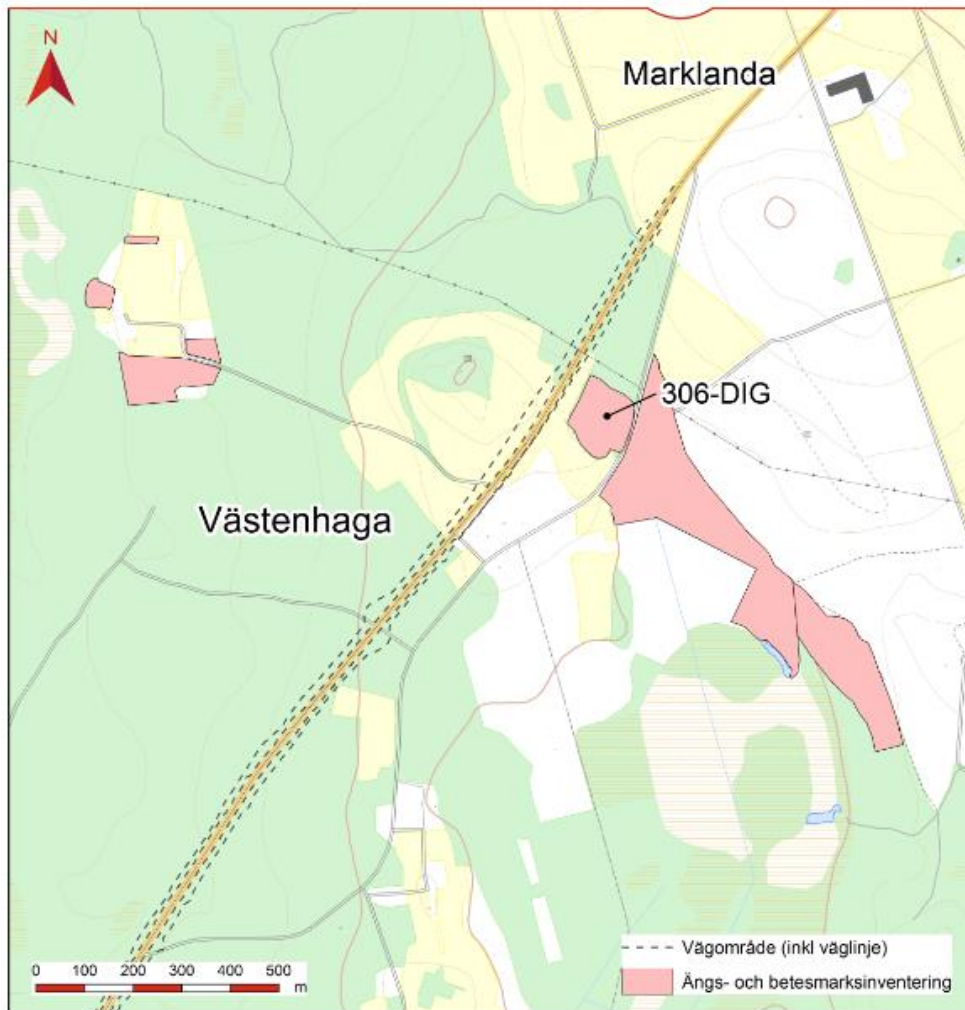 N
Marklanda
306-DIG
Västenhaga
Vägområde (inkl väglinje)
0 100 200 300 400 500
m
Ängs- och betesmarksinventering